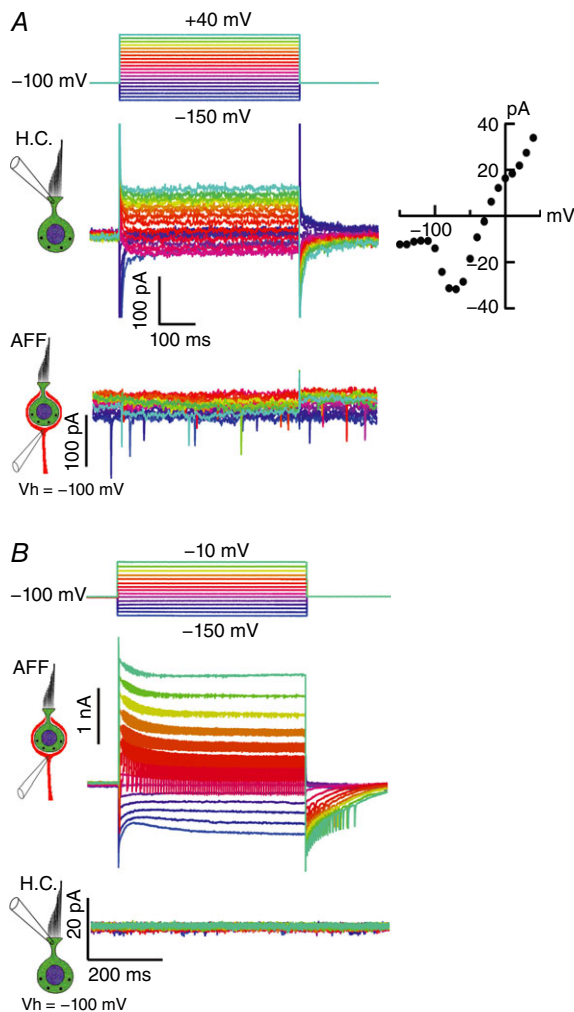 A
+40 mV
−100 mV
−150 mV
H.C.
100 pA
100 ms
pA
40
20
mV
−100
−20
−40
AFF
100 pA
Vh = −100 mV
B
−10 mV
−100 mV
−150 mV
AFF
1 nA
H.C.
20 pA
200 ms
Vh = −100 mV